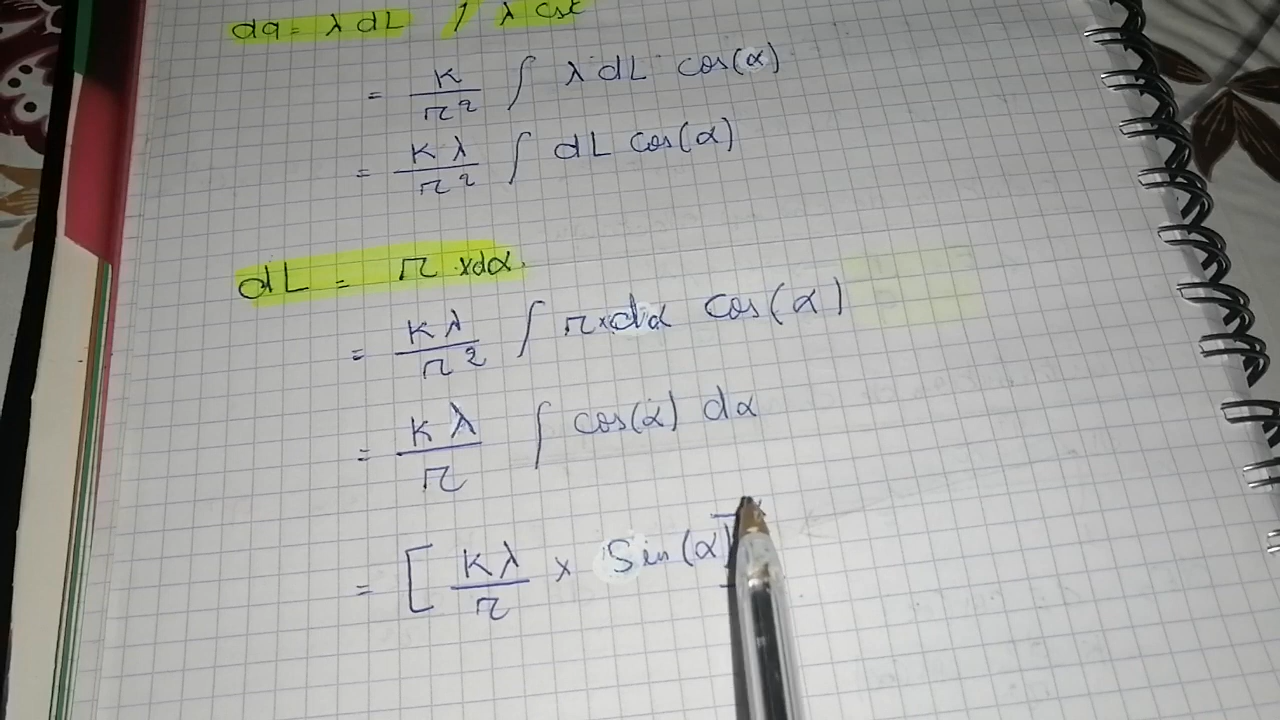 dq = λ dL / λ cst
= K/r² ∫ λ dL cos(α)
= Kλ/r² ∫ dL cos(α)
dL = r × dα.
= Kλ/r² ∫ r × dα cos(α)
= Kλ/r ∫ cos(α) dα
= [ Kλ/r × Sin(α) ]